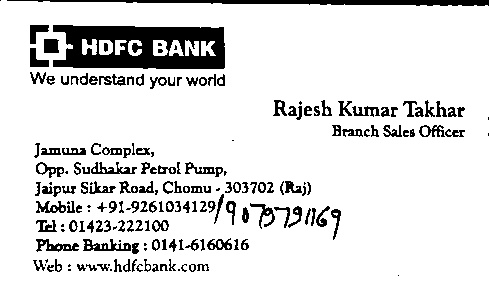 HDFC BANK
We understand your world
Rajesh Kumar Takhar
Branch Sales Officer
Jamuna Complex,
Opp. Sudhakar Petrol Pump,
Jaipur Sikar Road, Chomu - 303702 (Raj)
Mobile : +91-9261034129/9079791169
Tel : 01423-222100
Phone Banking : 0141-6160616
Web : www.hdfcbank.com